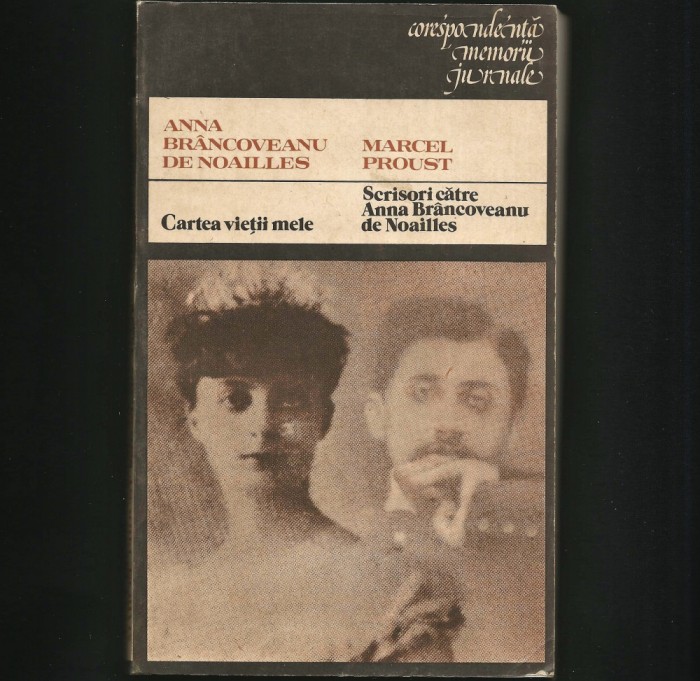 corespondență
memorii
jurnale
ANNA
BRÂNCOVEANU
DE NOAILLES
MARCEL
PROUST
Cartea vieții mele
Scrisori către
Anna Brâncoveanu
de Noailles